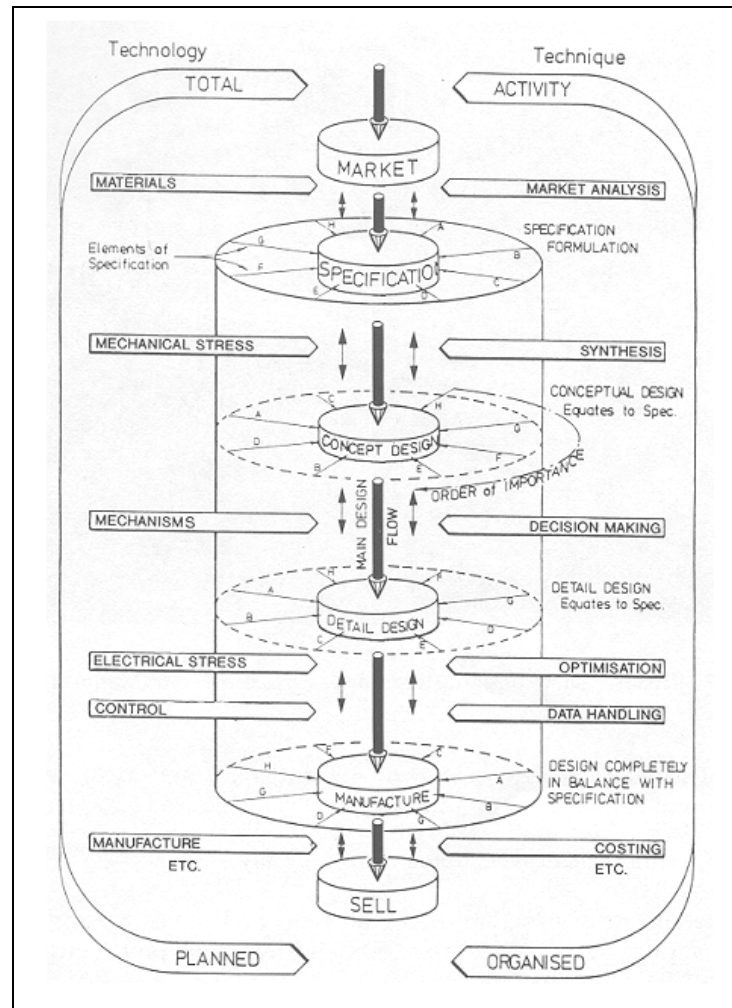 Technology
Technique
TOTAL
ACTIVITY
MARKET
MATERIALS
MARKET ANALYSIS
H
A
G
B
Elements of
Specification
SPECIFICATION
FORMULATION
F
C
SPECIFICATION
E
D
MECHANICAL STRESS
SYNTHESIS
CONCEPTUAL DESIGN
Equates to Spec.
C
H
A
G
CONCEPT DESIGN
D
F
B
E
ORDER of IMPORTANCE
MAIN DESIGN
FLOW
MECHANISMS
DECISION MAKING
DETAIL DESIGN
Equates to Spec.
H
F
A
G
DETAIL DESIGN
B
D
C
E
ELECTRICAL STRESS
OPTIMISATION
CONTROL
DATA HANDLING
F
C
DESIGN COMPLETELY
IN BALANCE WITH
SPECIFICATION
H
A
MANUFACTURE
G
B
D
G
MANUFACTURE
ETC.
COSTING
ETC.
SELL
PLANNED
ORGANISED